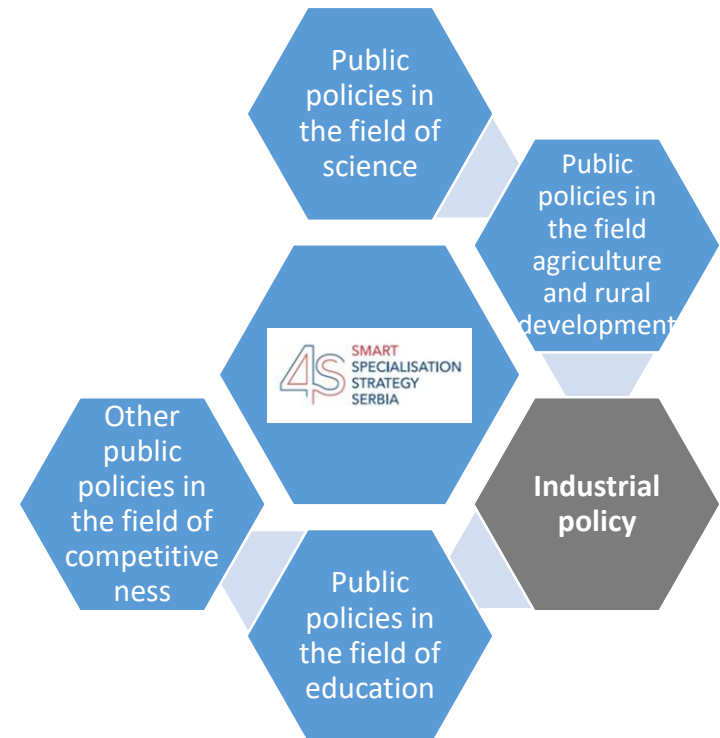 Public
policies in
the field of
science
Public
policies in
the field
agriculture
and rural
development
4S
SMART
SPECIALISATION
STRATEGY
SERBIA
Other
public
policies in
the field of
competitive
ness
Industrial
policy
Public
policies in
the field of
education